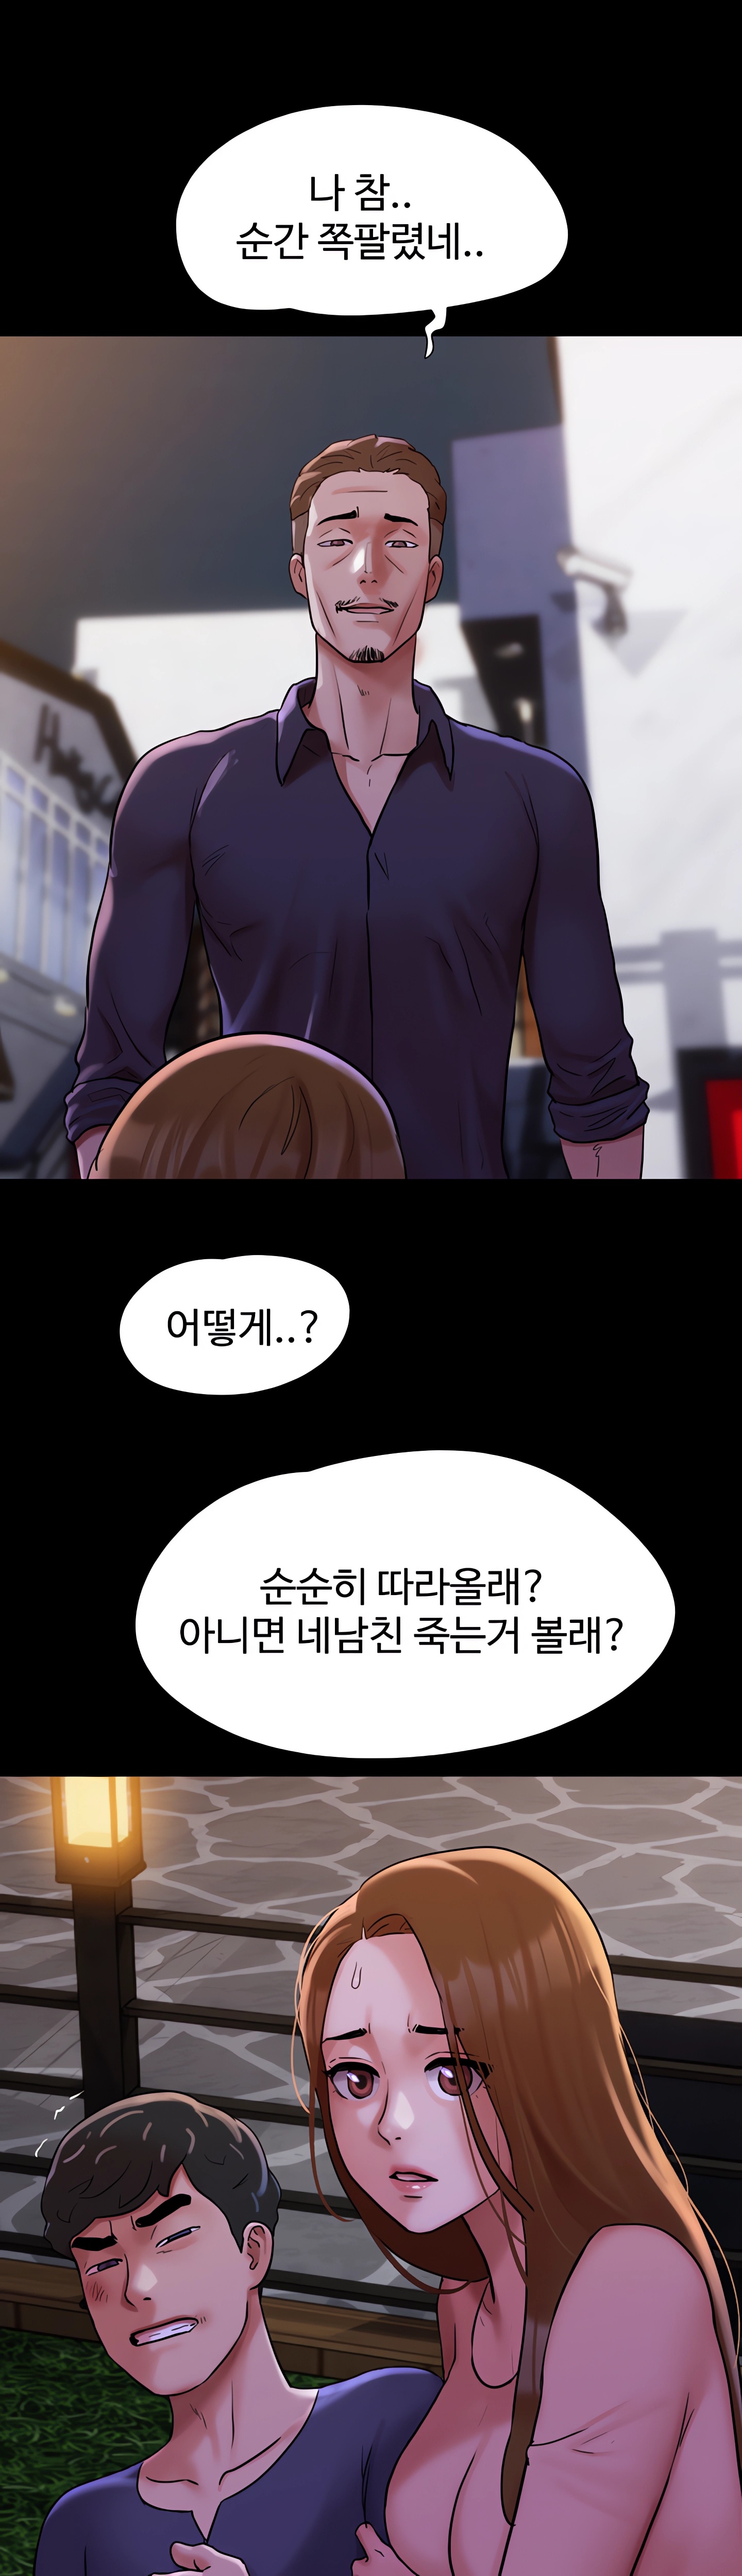 나 참..
순간 쪽팔렸네..
어떻게..?
순순히 따라올래?
아니면 네남친 죽는거 볼래?